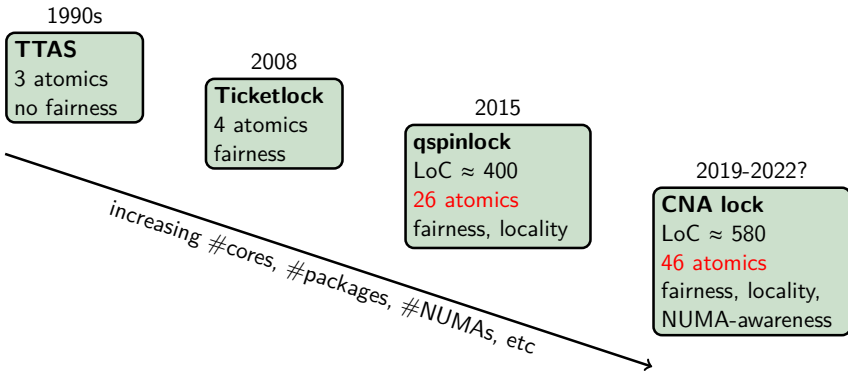 1990s
TTAS
3 atomics
no fairness
2008
Ticketlock
4 atomics
fairness
2015
qspinlock
LoC ≈ 400
26 atomics
fairness, locality
2019-2022?
CNA lock
LoC ≈ 580
46 atomics
fairness, locality,
NUMA-awareness
increasing #cores, #packages, #NUMAs, etc